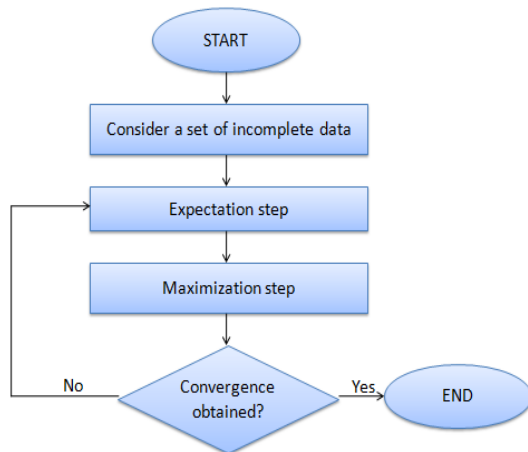 START
Consider a set of incomplete data
Expectation step
Maximization step
No
Convergence
obtained?
Yes
END